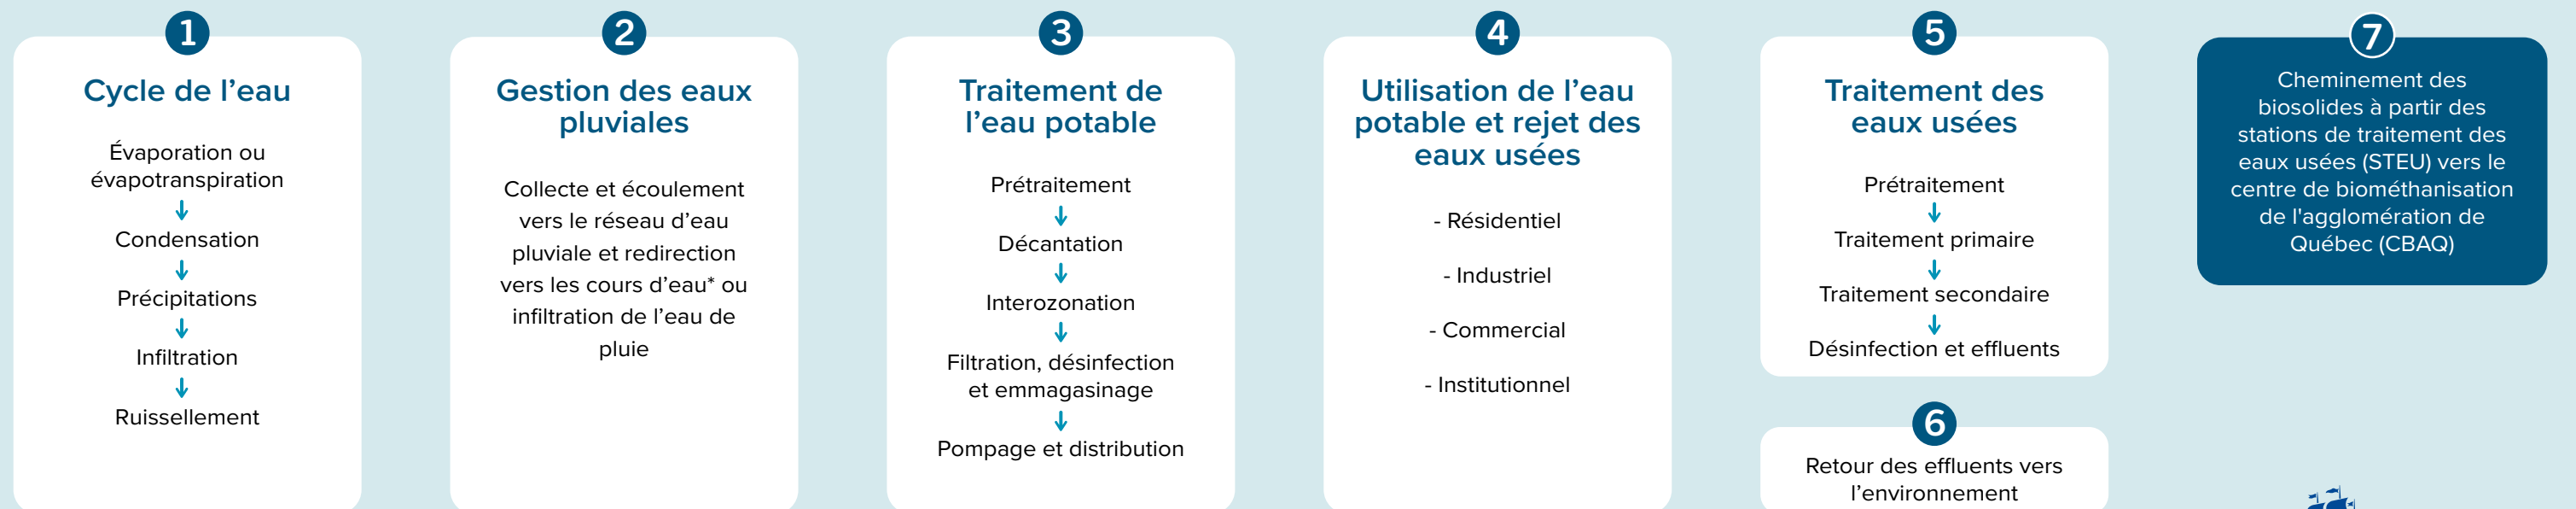 1
Cycle de l’eau
Évaporation ou
évapotranspiration
Condensation
Précipitations
Infiltration
Ruissellement
2
Gestion des eaux
pluviales
Collecte et écoulement
vers le réseau d’eau
pluviale et redirection
vers les cours d’eau* ou
infiltration de l’eau de
pluie
3
Traitement de
l’eau potable
Prétraitement
Décantation
Interozonation
Filtration, désinfection
et emmagasinage
Pompage et distribution
4
Utilisation de l’eau
potable et rejet des
eaux usées
- Résidentiel
- Industriel
- Commercial
- Institutionnel
5
Traitement des
eaux usées
Prétraitement
Traitement primaire
Traitement secondaire
Désinfection et effluents
6
Retour des effluents vers
l’environnement
7
Cheminement des
biosolides à partir des
stations de traitement des
eaux usées (STEU) vers le
centre de biométhanisation
de l'agglomération de
Québec (CBAQ)